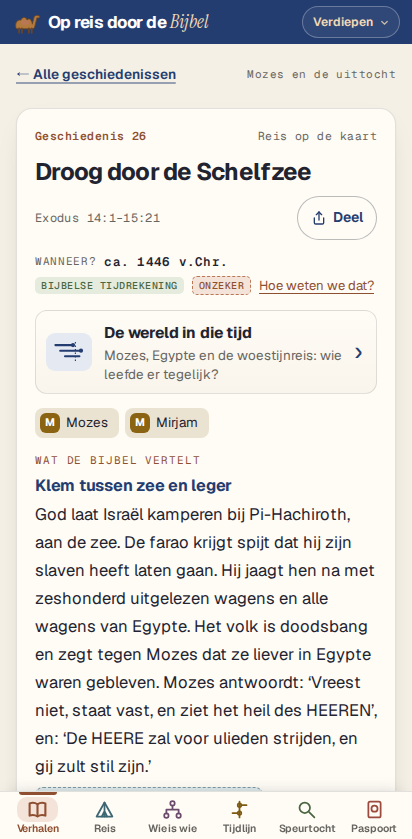 Op reis door de Bijbel
Verdiepen
← Alle geschiedenissen
Mozes en de uittocht
Geschiedenis 26
Reis op de kaart
Droog door de Schelfzee
Exodus 14:1–15:21
Deel
WANNEER? ca. 1446 v.Chr.
BIJBELSE TIJDREKENING ONZEKER Hoe weten we dat?
De wereld in die tijd
Mozes, Egypte en de woestijnreis: wie
leefde er tegelijk?
M Mozes M Mirjam
WAT DE BIJBEL VERTELT
Klem tussen zee en leger
God laat Israël kamperen bij Pi-Hachiroth,
aan de zee. De farao krijgt spijt dat hij zijn
slaven heeft laten gaan. Hij jaagt hen na met
zeshonderd uitgelezen wagens en alle
wagens van Egypte. Het volk is doodsbang
en zegt tegen Mozes dat ze liever in Egypte
waren gebleven. Mozes antwoordt: ‘Vreest
niet, staat vast, en ziet het heil des HEEREN’,
en: ‘De HEERE zal voor ulieden strijden, en
gij zult stil zijn.’
Verhalen Reis Wie is wie Tijdlijn Speurtocht Paspoort